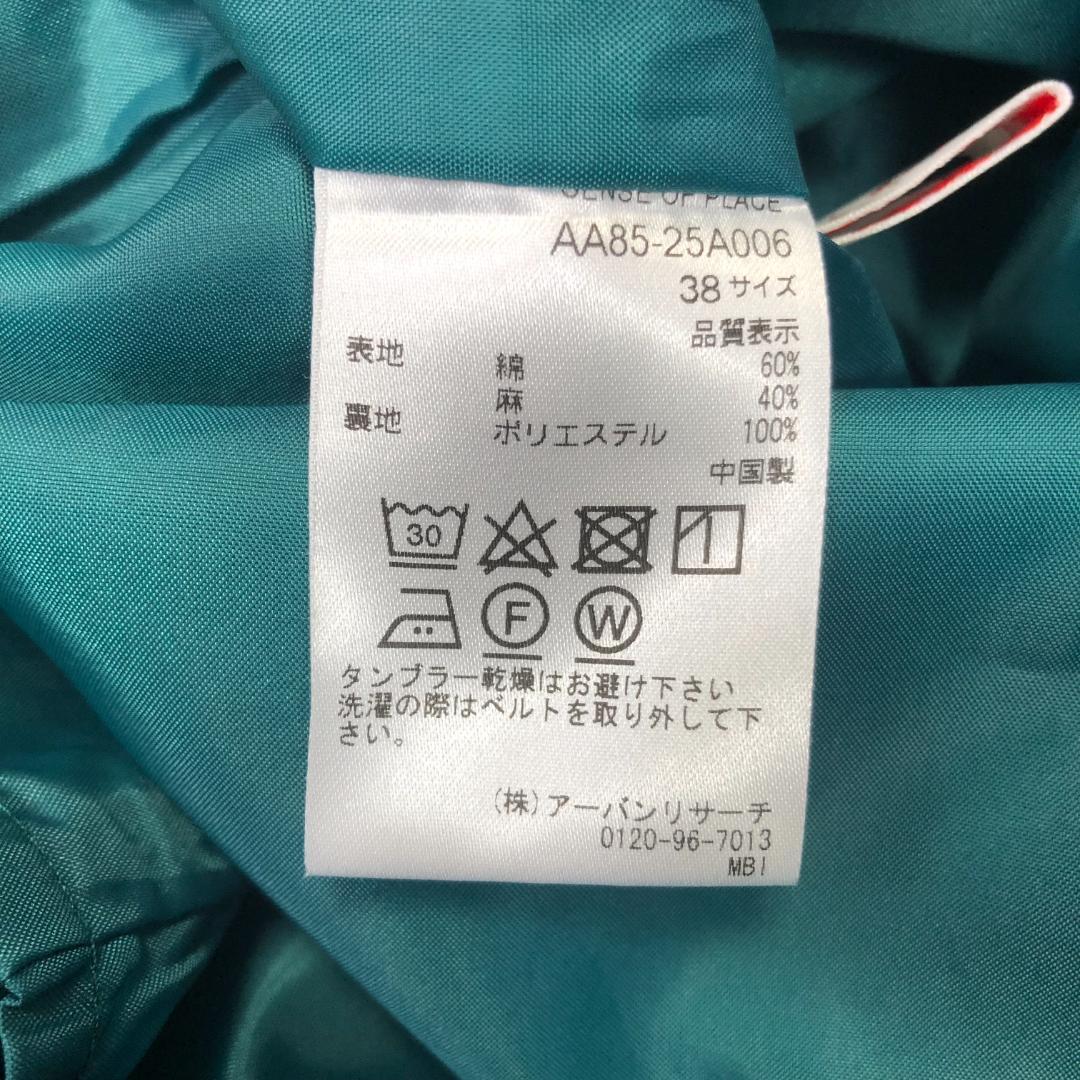 SENSE OF PLACE
AA85-25A006
38 サイズ
品質表示
表地 綿 60%
麻 40%
裏地 ポリエステル 100%
中国製
30
F W
タンブラー乾燥はお避け下さい
洗濯の際はベルトを取り外して下
さい。
(株)アーバンリサーチ
0120-96-7013
MBI